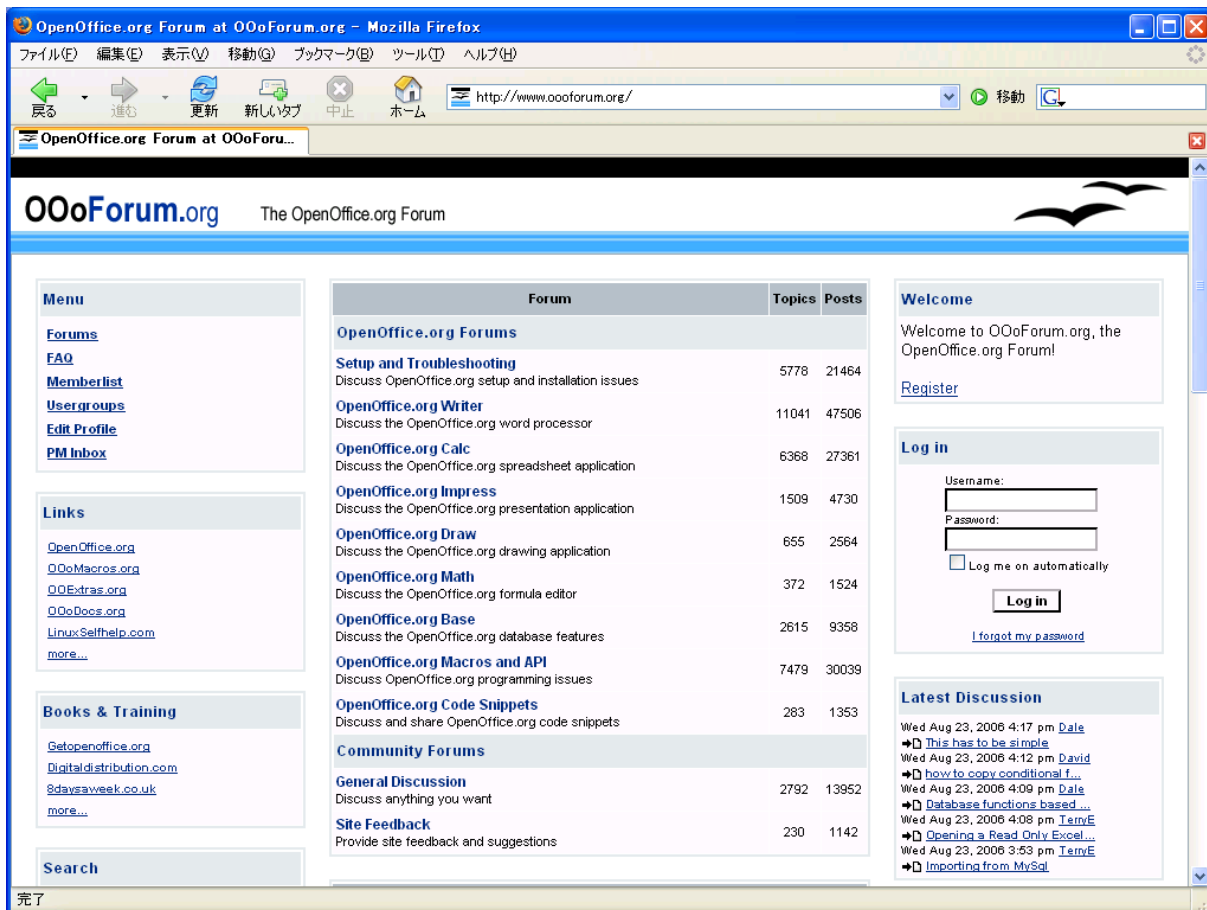 OpenOffice.org Forum at OOoForum.org - Mozilla Firefox
ファイル(F) 編集(E) 表示(V) 移動(G) ブックマーク(B) ツール(T) ヘルプ(H)
戻る 進む 更新 新しいタブ 中止 ホーム http://www.oooforum.org/ 移動 G
OpenOffice.org Forum at OOoForu...
OOoForum.org The OpenOffice.org Forum
Menu
Forums
FAQ
Memberlist
Usergroups
Edit Profile
PM Inbox
Links
OpenOffice.org
OOoMacros.org
OOExtras.org
OOoDocs.org
LinuxSelfhelp.com
more...
Books & Training
Getopenoffice.org
Digitaldistribution.com
8daysaweek.co.uk
more...
Search
Forum Topics Posts
OpenOffice.org Forums
Setup and Troubleshooting
Discuss OpenOffice.org setup and installation issues
5778 21464
OpenOffice.org Writer
Discuss the OpenOffice.org word processor
11041 47506
OpenOffice.org Calc
Discuss the OpenOffice.org spreadsheet application
6368 27361
OpenOffice.org Impress
Discuss the OpenOffice.org presentation application
1509 4730
OpenOffice.org Draw
Discuss the OpenOffice.org drawing application
655 2564
OpenOffice.org Math
Discuss the OpenOffice.org formula editor
372 1524
OpenOffice.org Base
Discuss the OpenOffice.org database features
2615 9358
OpenOffice.org Macros and API
Discuss OpenOffice.org programming issues
7479 30039
OpenOffice.org Code Snippets
Discuss and share OpenOffice.org code snippets
283 1353
Community Forums
General Discussion
Discuss anything you want
2792 13952
Site Feedback
Provide site feedback and suggestions
230 1142
Welcome
Welcome to OOoForum.org, the
OpenOffice.org Forum!
Register
Log in
Username:
Password:
Log me on automatically
Log in
I forgot my password
Latest Discussion
Wed Aug 23, 2006 4:17 pm Dale
This has to be simple
Wed Aug 23, 2006 4:12 pm David
how to copy conditional f...
Wed Aug 23, 2006 4:09 pm Dale
Database functions based ...
Wed Aug 23, 2006 4:08 pm TerryE
Opening a Read Only Excel...
Wed Aug 23, 2006 3:53 pm TerryE
Importing from MySql
完了